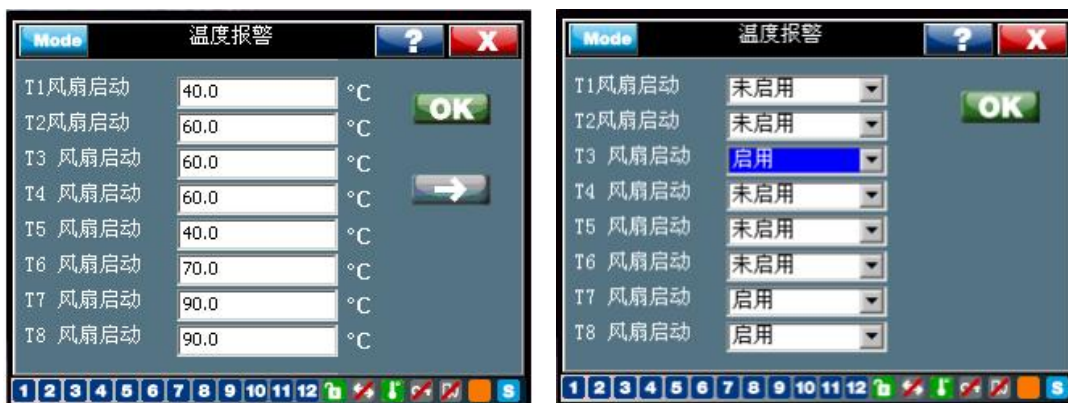 Mode 温度报警 ? X
T1风扇启动 40.0 °C
OK
T2风扇启动 60.0 °C
T3 风扇启动 60.0 °C
T4 风扇启动 60.0 °C
T5 风扇启动 40.0 °C
T6 风扇启动 70.0 °C
T7 风扇启动 90.0 °C
T8 风扇启动 90.0 °C
1 2 3 4 5 6 7 8 9 10 11 12 S
Mode 温度报警 ? X
T1风扇启动 未启用
OK
T2风扇启动 未启用
T3 风扇启动 启用
T4 风扇启动 未启用
T5 风扇启动 未启用
T6 风扇启动 未启用
T7 风扇启动 启用
T8 风扇启动 启用
1 2 3 4 5 6 7 8 9 10 11 12 S